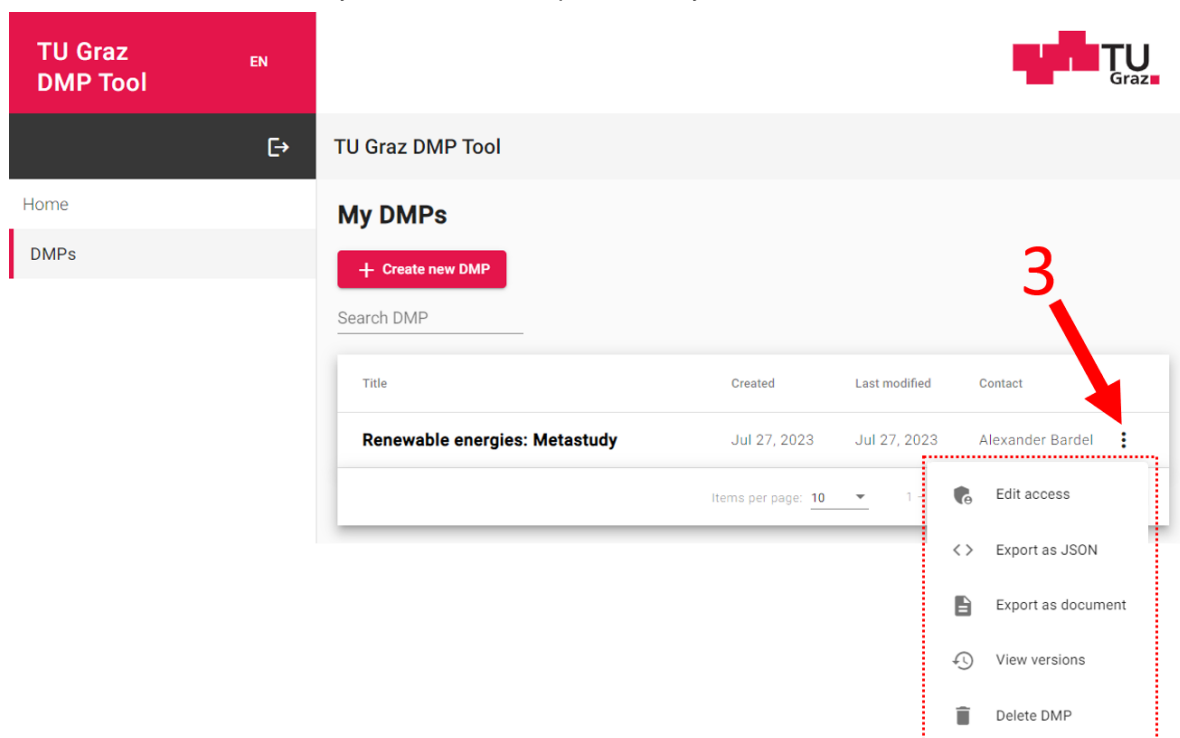 TU Graz
DMP Tool
EN
TU
Graz
TU Graz DMP Tool
Home
DMPs
My DMPs
+ Create new DMP
Search DMP
3
Title Created Last modified Contact
Renewable energies: Metastudy Jul 27, 2023 Jul 27, 2023 Alexander Bardel
Items per page: 10 1 –
Edit access
Export as JSON
Export as document
View versions
Delete DMP